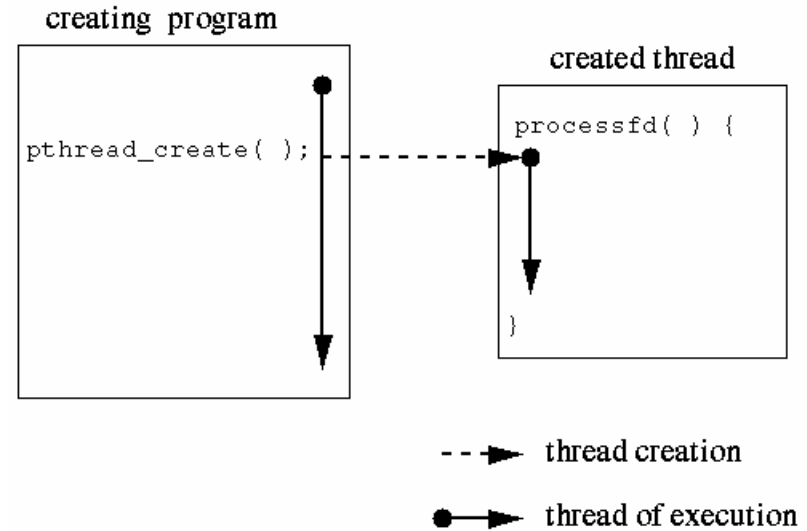 creating program
created thread
processfd( ) {
pthread_create( );
}
thread creation
thread of execution